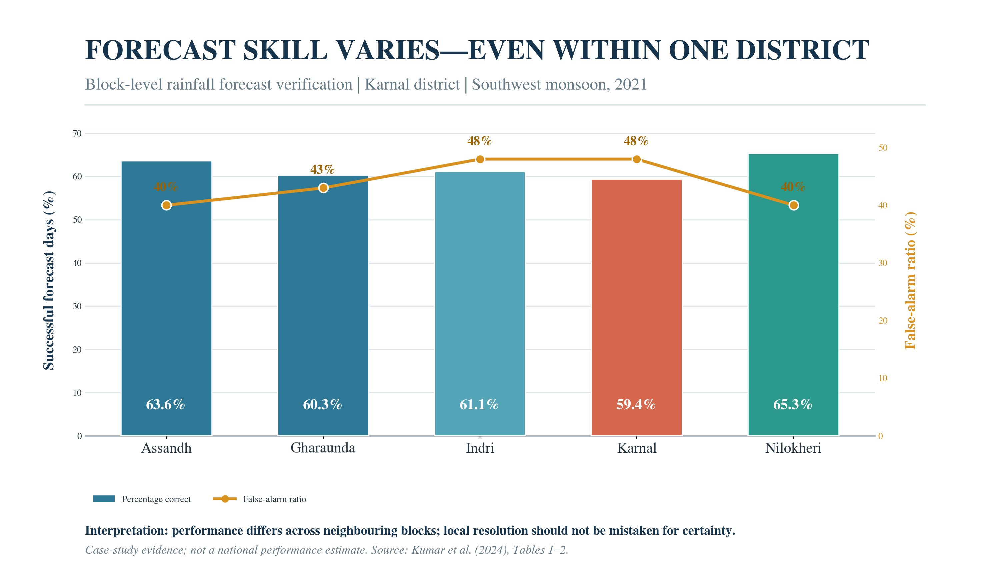 FORECAST SKILL VARIES—EVEN WITHIN ONE DISTRICT
Block-level rainfall forecast verification | Karnal district | Southwest monsoon, 2021
Successful forecast days (%)
70
60
50
40
30
20
10
0
40%
43%
48%
48%
40%
63.6%
60.3%
61.1%
59.4%
65.3%
50
40
30
20
10
0
False-alarm ratio (%)
Assandh
Gharaunda
Indri
Karnal
Nilokheri
Percentage correct
False-alarm ratio
Interpretation: performance differs across neighbouring blocks; local resolution should not be mistaken for certainty.
Case-study evidence; not a national performance estimate. Source: Kumar et al. (2024), Tables 1–2.